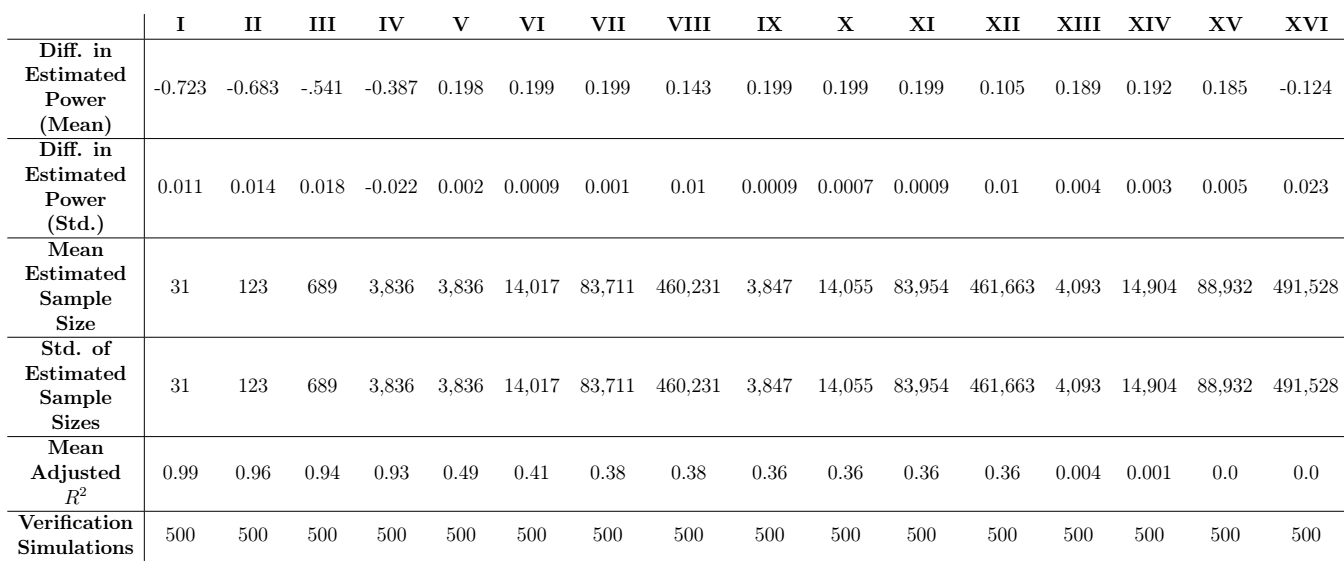 I II III IV V VI VII VIII IX X XI XII XIII XIV XV XVI
Diff. in
Estimated
Power
(Mean)
-0.723 -0.683 -.541 -0.387 0.198 0.199 0.199 0.143 0.199 0.199 0.199 0.105 0.189 0.192 0.185 -0.124
Diff. in
Estimated
Power
(Std.)
0.011 0.014 0.018 -0.022 0.002 0.0009 0.001 0.01 0.0009 0.0007 0.0009 0.01 0.004 0.003 0.005 0.023
Mean
Estimated
Sample
Size
31 123 689 3,836 3,836 14,017 83,711 460,231 3,847 14,055 83,954 461,663 4,093 14,904 88,932 491,528
Std. of
Estimated
Sample
Sizes
31 123 689 3,836 3,836 14,017 83,711 460,231 3,847 14,055 83,954 461,663 4,093 14,904 88,932 491,528
Mean
Adjusted
R²
0.99 0.96 0.94 0.93 0.49 0.41 0.38 0.38 0.36 0.36 0.36 0.36 0.004 0.001 0.0 0.0
Verification
Simulations
500 500 500 500 500 500 500 500 500 500 500 500 500 500 500 500